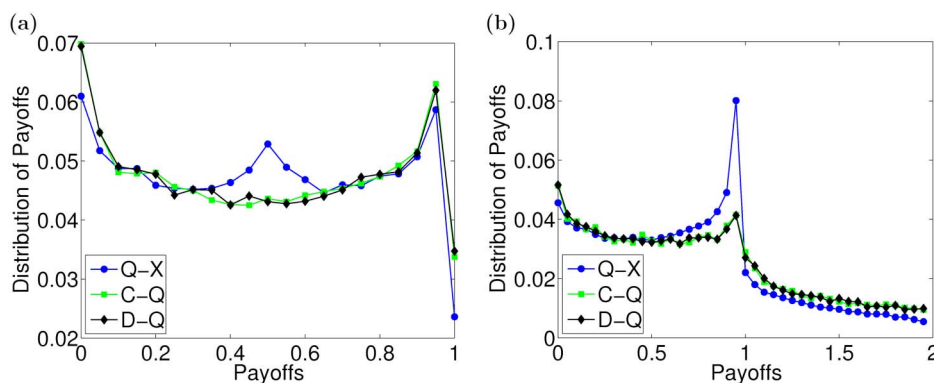 (a)
Distribution of Payoffs
0.07
0.06
0.05
0.04
0.03
0.02
Q–X
C–Q
D–Q
0
0.2
0.4
0.6
0.8
1
Payoffs
(b)
Distribution of Payoffs
0.1
0.08
0.06
0.04
0.02
0
Q–X
C–Q
D–Q
0
0.5
1
1.5
2
Payoffs